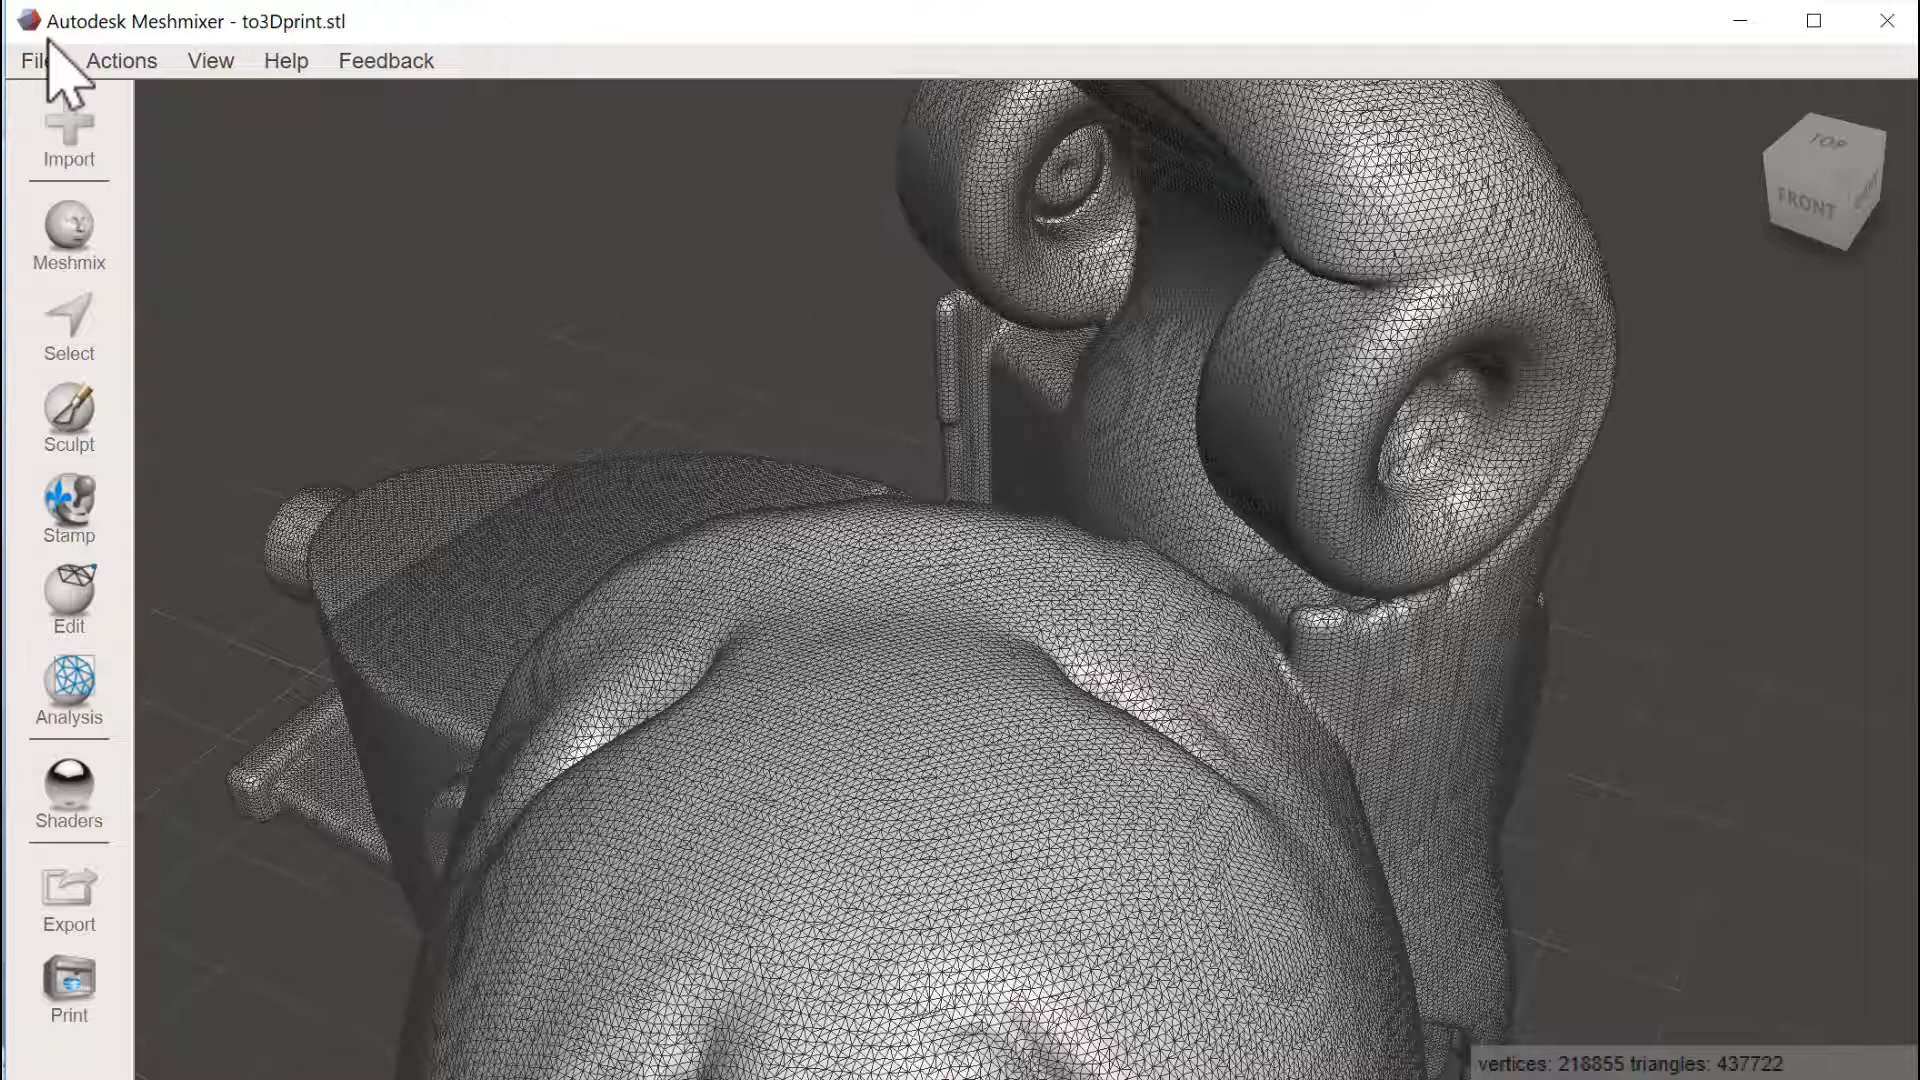 Autodesk Meshmixer - to3Dprint.stl
File Actions View Help Feedback
Import
Meshmix
Select
Sculpt
Stamp
Edit
Analysis
Shaders
Export
Print
TOP
FRONT
vertices: 218855 triangles: 437722